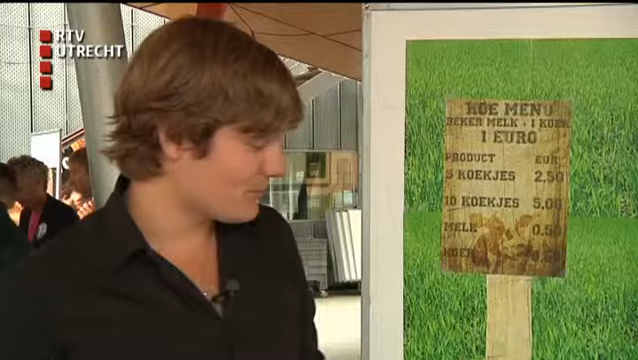 RTV
UTRECHT
KOE MENU
BEKER MELK + 1 KOEK
1 EURO
PRODUCT EUR
5 KOEKJES 2,50
10 KOEKJES 5,00
MELK 0,50